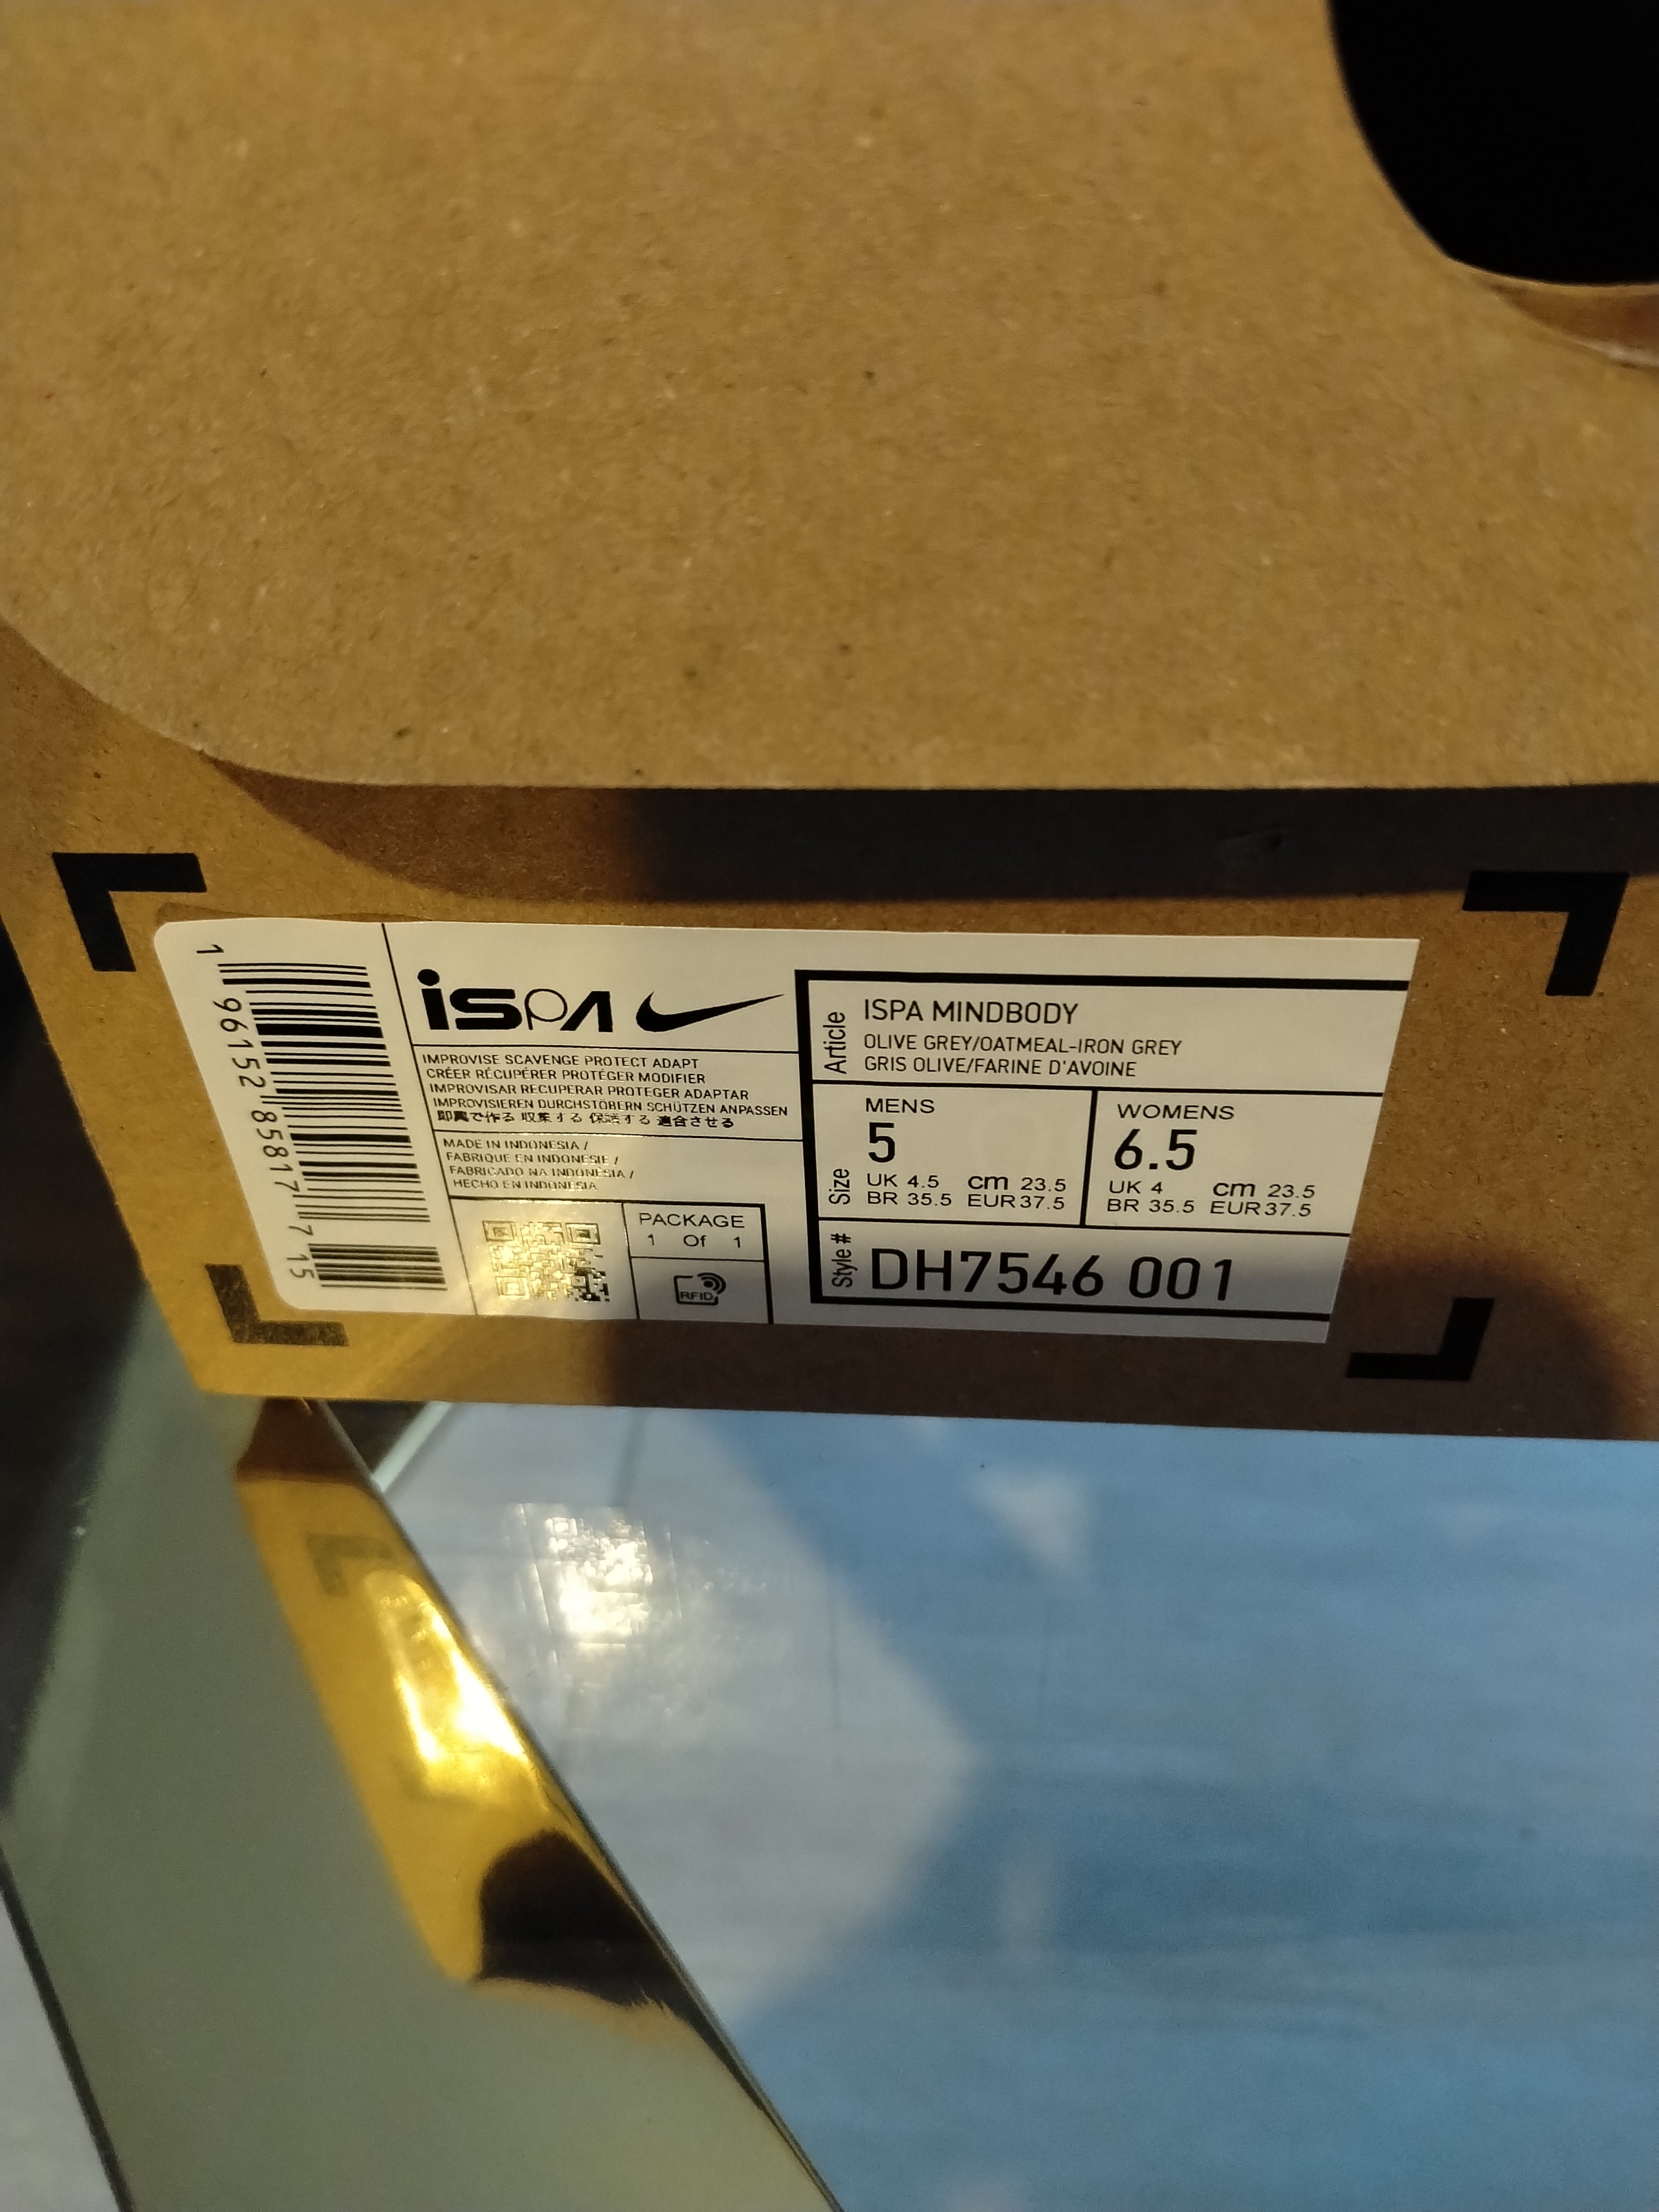 1 96152 85817 7 15
ispa
IMPROVISE SCAVENGE PROTECT ADAPT
CRÉER RÉCUPÉRER PROTÉGER MODIFIER
IMPROVISAR RECUPERAR PROTEGER ADAPTAR
IMPROVISIEREN DURCHSTÖBERN SCHÜTZEN ANPASSEN
即興で作る 収集する 保護する 適合させる
MADE IN INDONESIA /
FABRIQUE EN INDONESIE /
FABRICADO NA INDONESIA /
HECHO EN INDONESIA
PACKAGE
1 Of 1
RFID
Article
ISPA MINDBODY
OLIVE GREY/OATMEAL-IRON GREY
GRIS OLIVE/FARINE D'AVOINE
Size
MENS
5
UK 4.5 cm 23.5
BR 35.5 EUR 37.5
WOMENS
6.5
UK 4 cm 23.5
BR 35.5 EUR 37.5
Style#
DH7546 001